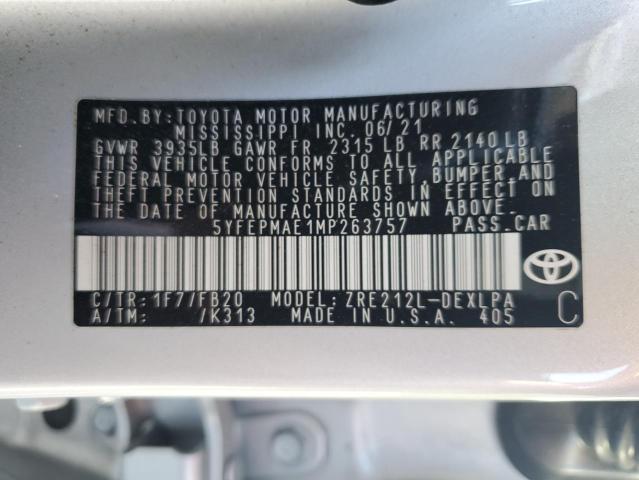 MFD.BY:TOYOTA MOTOR MANUFACTURING
MISSISSIPPI INC. 06/21
GVWR 3935LB GAWR FR 2315 LB RR 2140 LB
THIS VEHICLE CONFORMS TO ALL APPLICABLE
FEDERAL MOTOR VEHICLE SAFETY, BUMPER AND
THEFT PREVENTION STANDARDS IN EFFECT ON
THE DATE OF MANUFACTURE SHOWN ABOVE.
5YFEPMAE1MP263757 PASS.CAR
C/TR: 1F7/FB20 MODEL: ZRE212L-DEXLPA C
A/TM: /K313 MADE IN U.S.A. 405